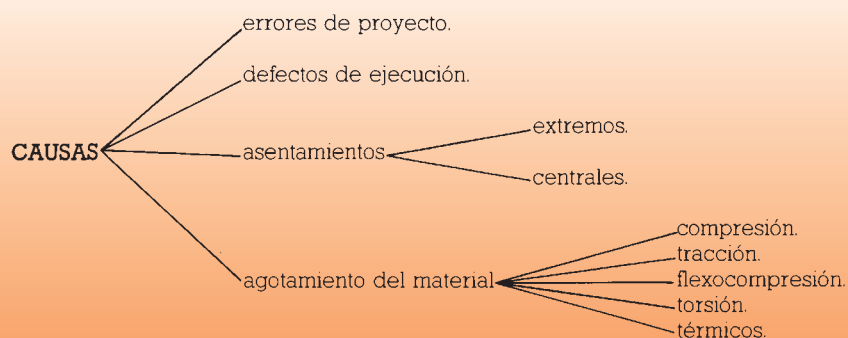 CAUSAS
errores de proyecto.
defectos de ejecución.
asentamientos
extremos.
centrales.
agotamiento del material
compresión.
tracción.
flexocompresión.
torsión.
térmicos.